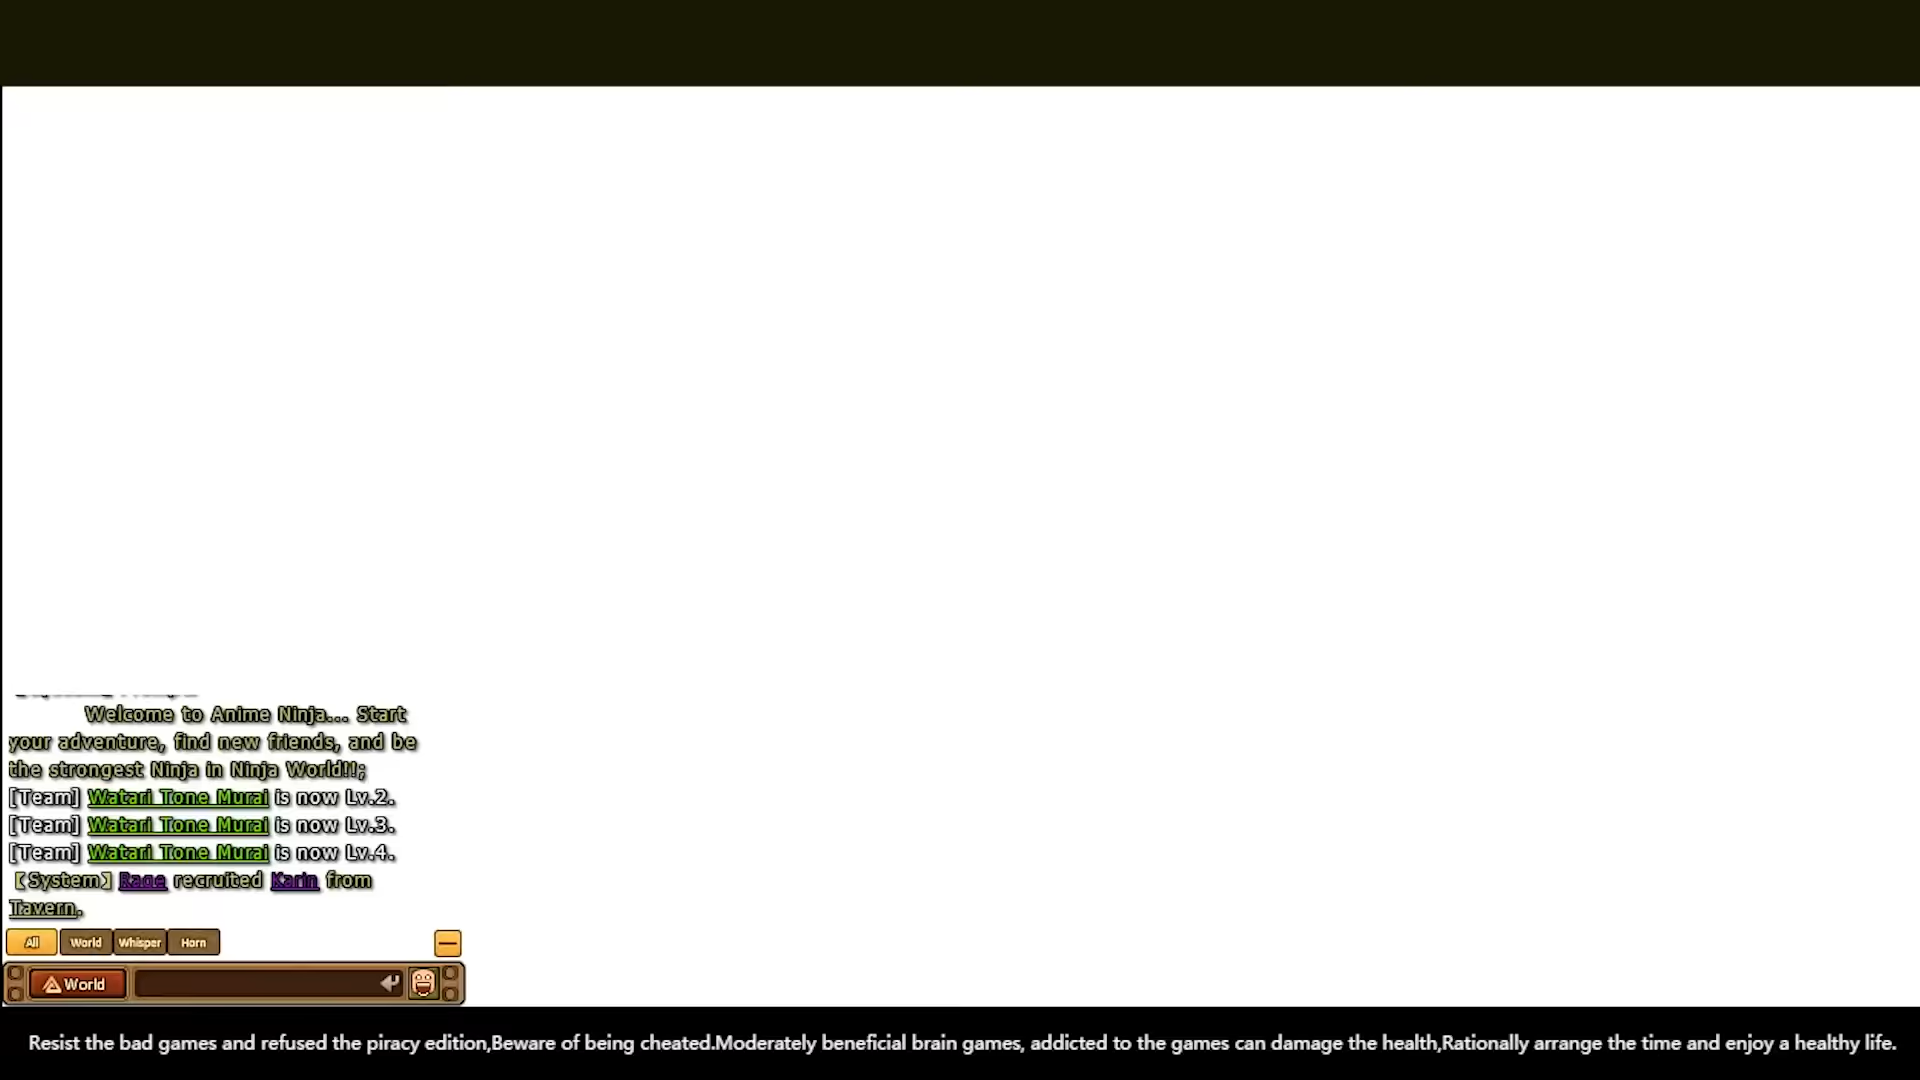 Welcome to Anime Ninja... Start
your adventure, find new friends, and be
the strongest Ninja in Ninja World!!;
[Team] Watari Tone Murai is now Lv.2.
[Team] Watari Tone Murai is now Lv.3.
[Team] Watari Tone Murai is now Lv.4.
【System】 Rage recruited Karin from
Tavern.
All World Whisper Horn
World
Resist the bad games and refused the piracy edition,Beware of being cheated.Moderately beneficial brain games, addicted to the games can damage the health,Rationally arrange the time and enjoy a healthy life.